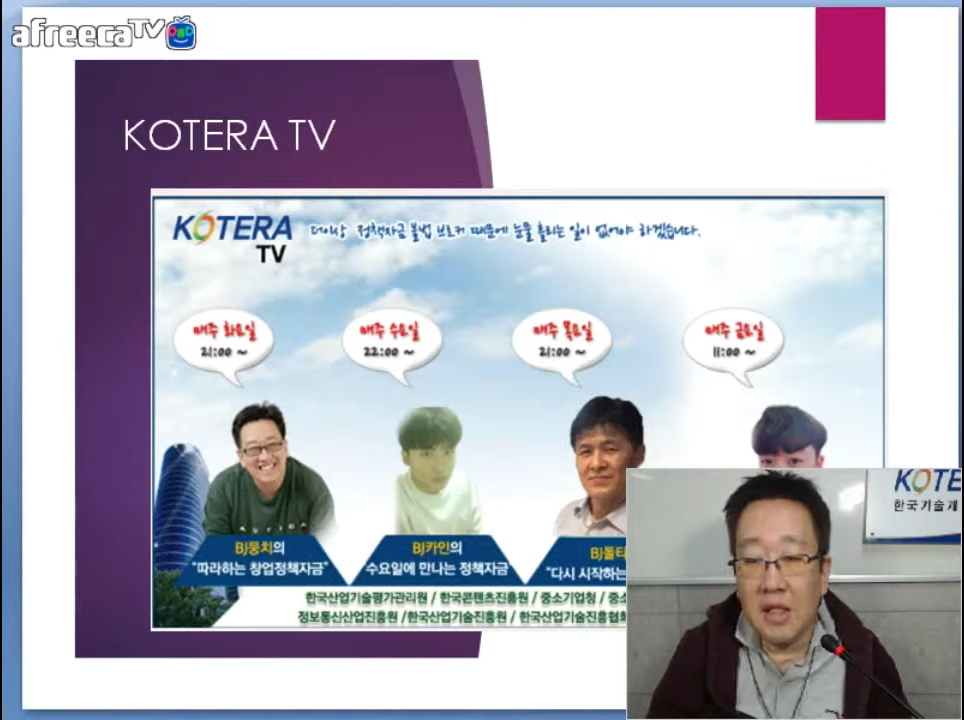 afreecaTV
KOTERA TV
KOTERA
TV
더이상 정책자금 불법 브로커 때문에 눈물 흘리는 일이 없어야 하겠습니다.
매주 화요일
21:00 ~
매주 수요일
22:00 ~
매주 목요일
21:00 ~
매주 금요일
11:00 ~
BJ뭉치의
"따라하는 창업정책자금"
BJ카인의
수요일에 만나는 정책자금
BJ돌타
"다시 시작하는
한국산업기술평가관리원 / 한국콘텐츠진흥원 / 중소기업청 / 중소
정보통신산업진흥원 /한국산업기술진흥원 / 한국산업기술진흥협회
KOTE
한국기술개